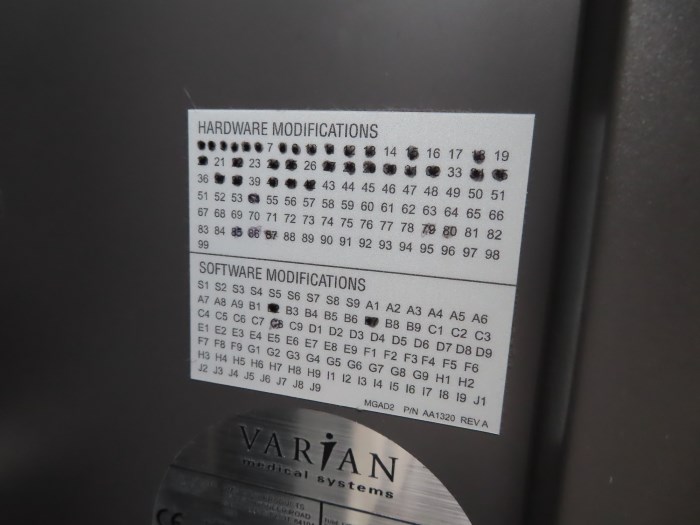 HARDWARE MODIFICATIONS
7 14 16 17 19
21 23 26 33
36 39 43 44 45 46 47 48 49 50 51
51 52 53 55 56 57 58 59 60 61 62 63 64 65 66
67 68 69 70 71 72 73 74 75 76 77 78 79 80 81 82
83 84 85 86 87 88 89 90 91 92 93 94 95 96 97 98
99
SOFTWARE MODIFICATIONS
S1 S2 S3 S4 S5 S6 S7 S8 S9 A1 A2 A3 A4 A5 A6
A7 A8 A9 B1 B3 B4 B5 B6 B8 B9 C1 C2 C3
C4 C5 C6 C7 C8 C9 D1 D2 D3 D4 D5 D6 D7 D8 D9
E1 E2 E3 E4 E5 E6 E7 E8 E9 F1 F2 F3 F4 F5 F6
F7 F8 F9 G1 G2 G3 G4 G5 G6 G7 G8 G9 H1 H2
H3 H4 H5 H6 H7 H8 H9 I1 I2 I3 I4 I5 I6 I7 I8 I9 J1
J2 J3 J4 J5 J6 J7 J8 J9
MGAD2 P/N AA1320 REV A
VARIAN
medical systems
CE